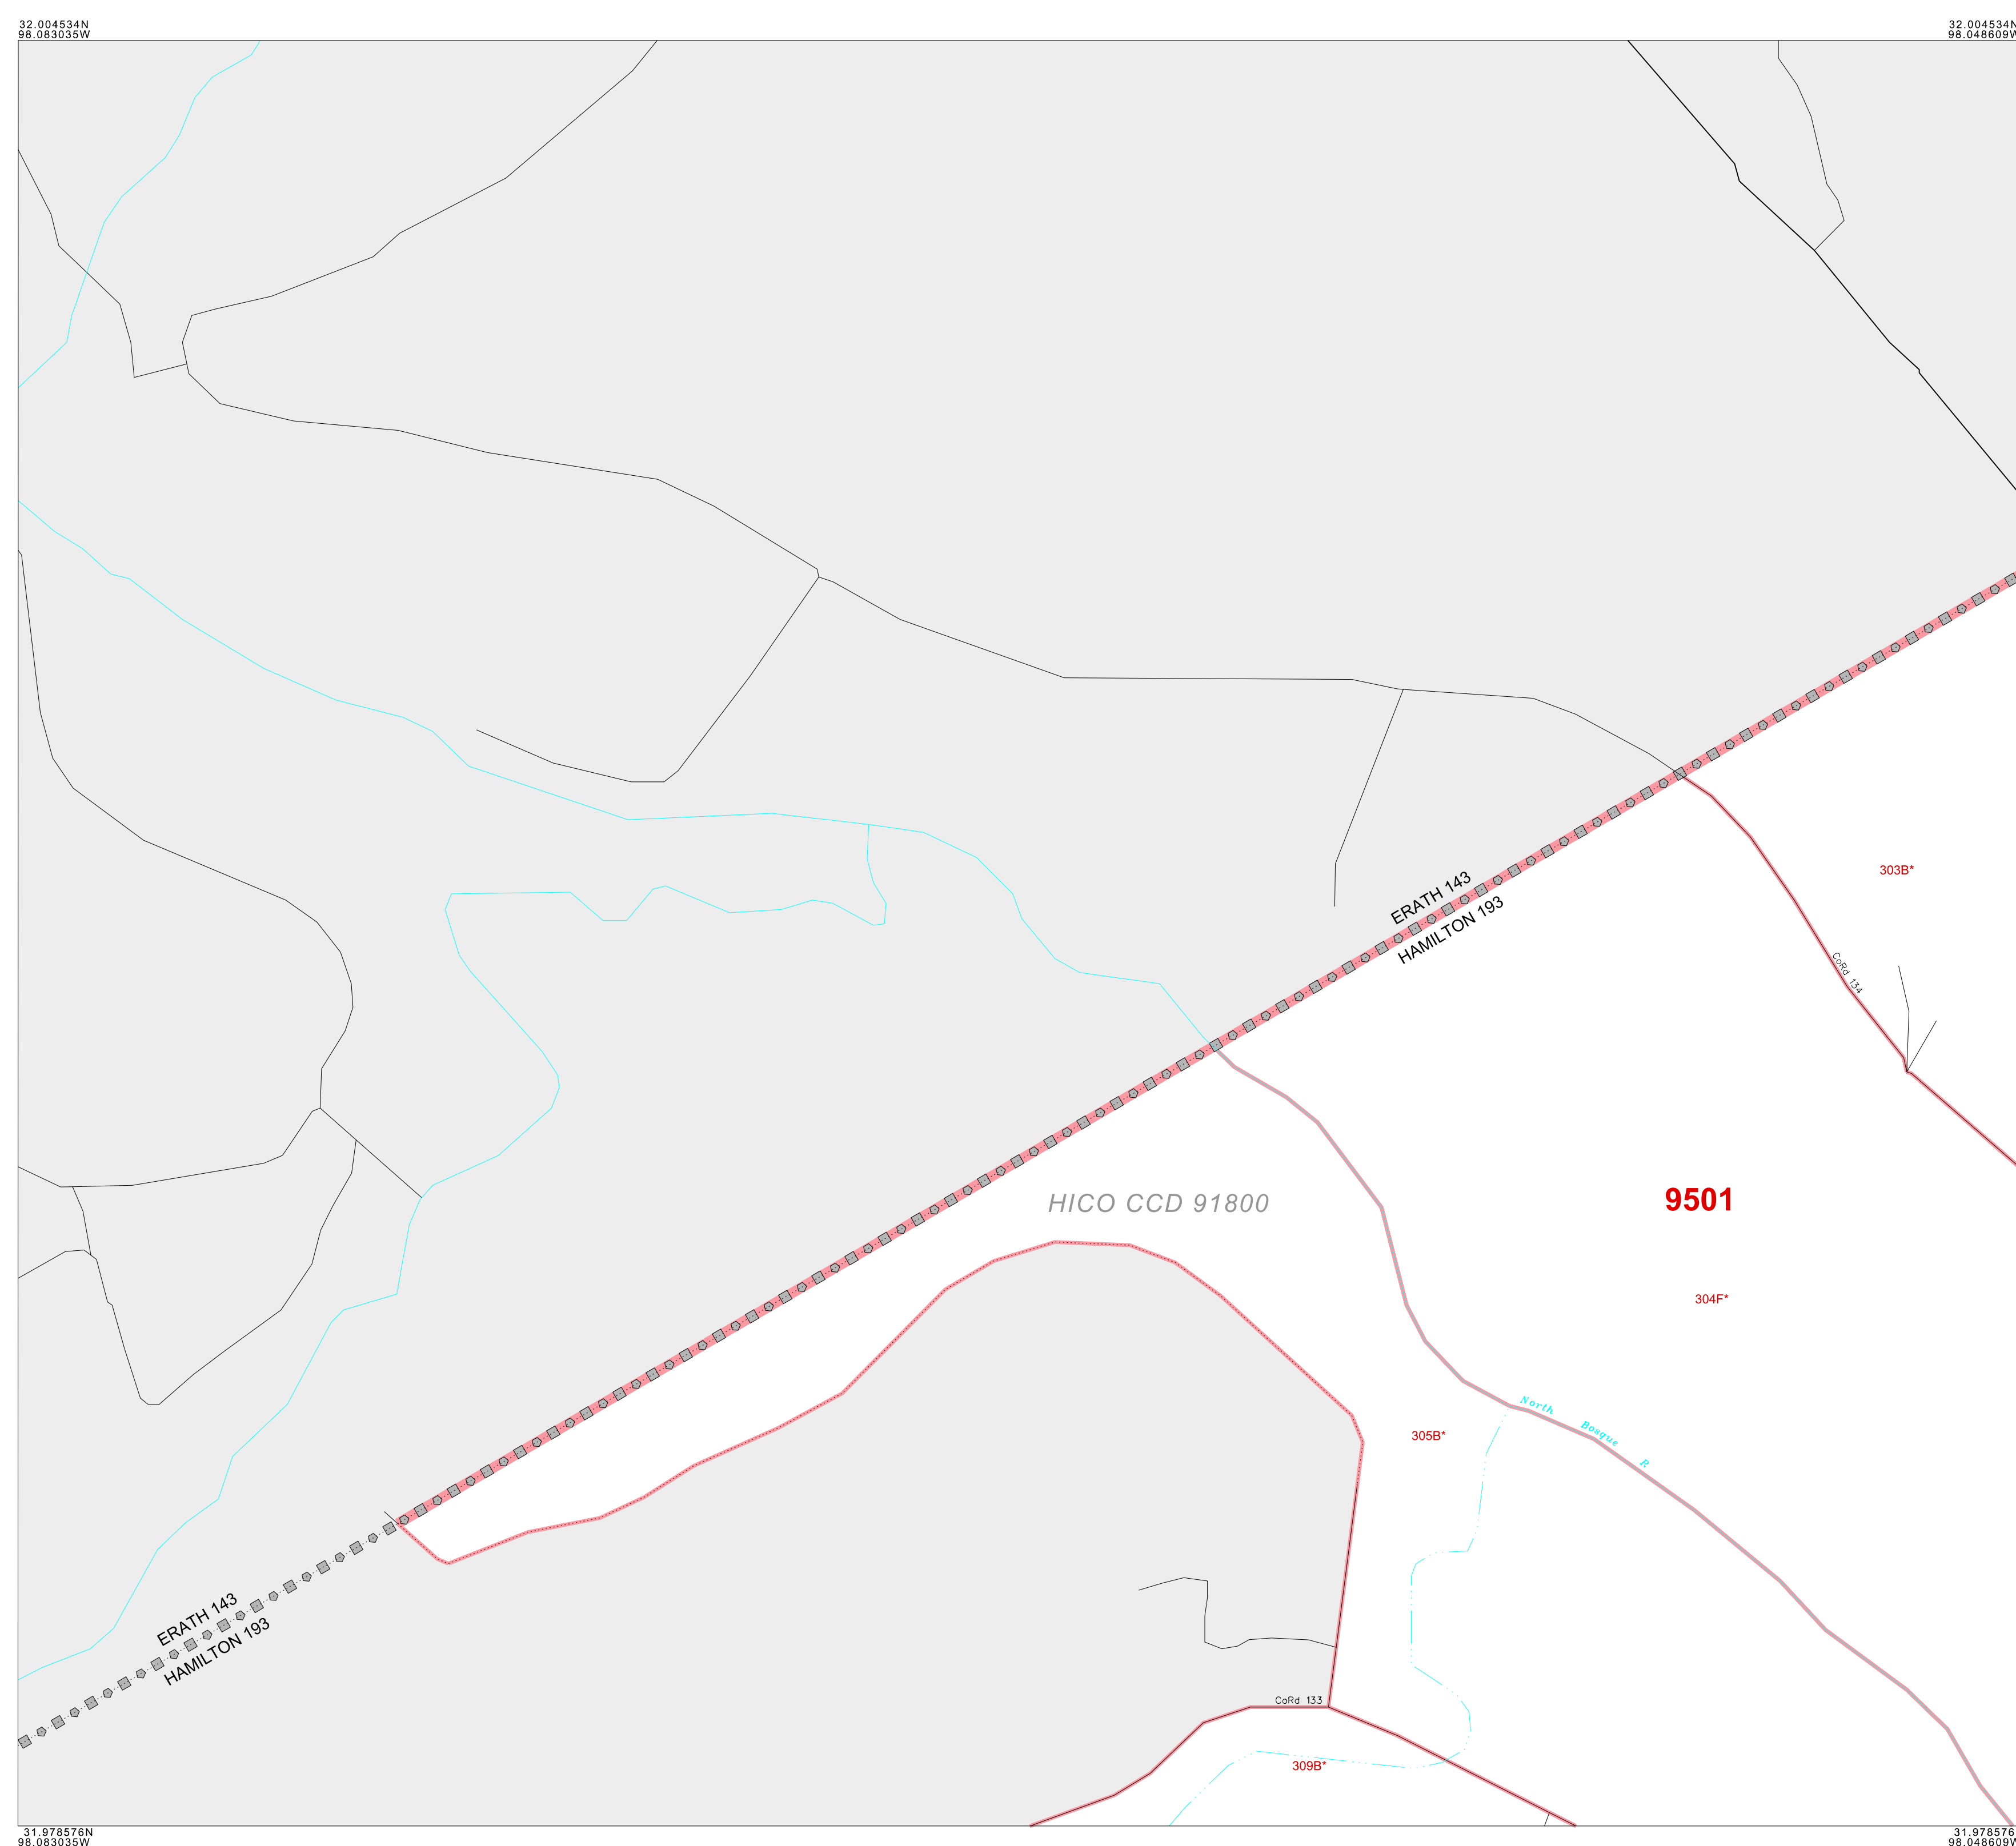 32.004534N
98.083035W
32.004534N
98.048609W
303B*
ERATH 143
HAMILTON 193
CoRd 134
HICO CCD 91800
9501
304F*
North Bosque R
305B*
ERATH 143
HAMILTON 193
CoRd 133
309B*
31.978576N
98.083035W
31.978576
98.048609W